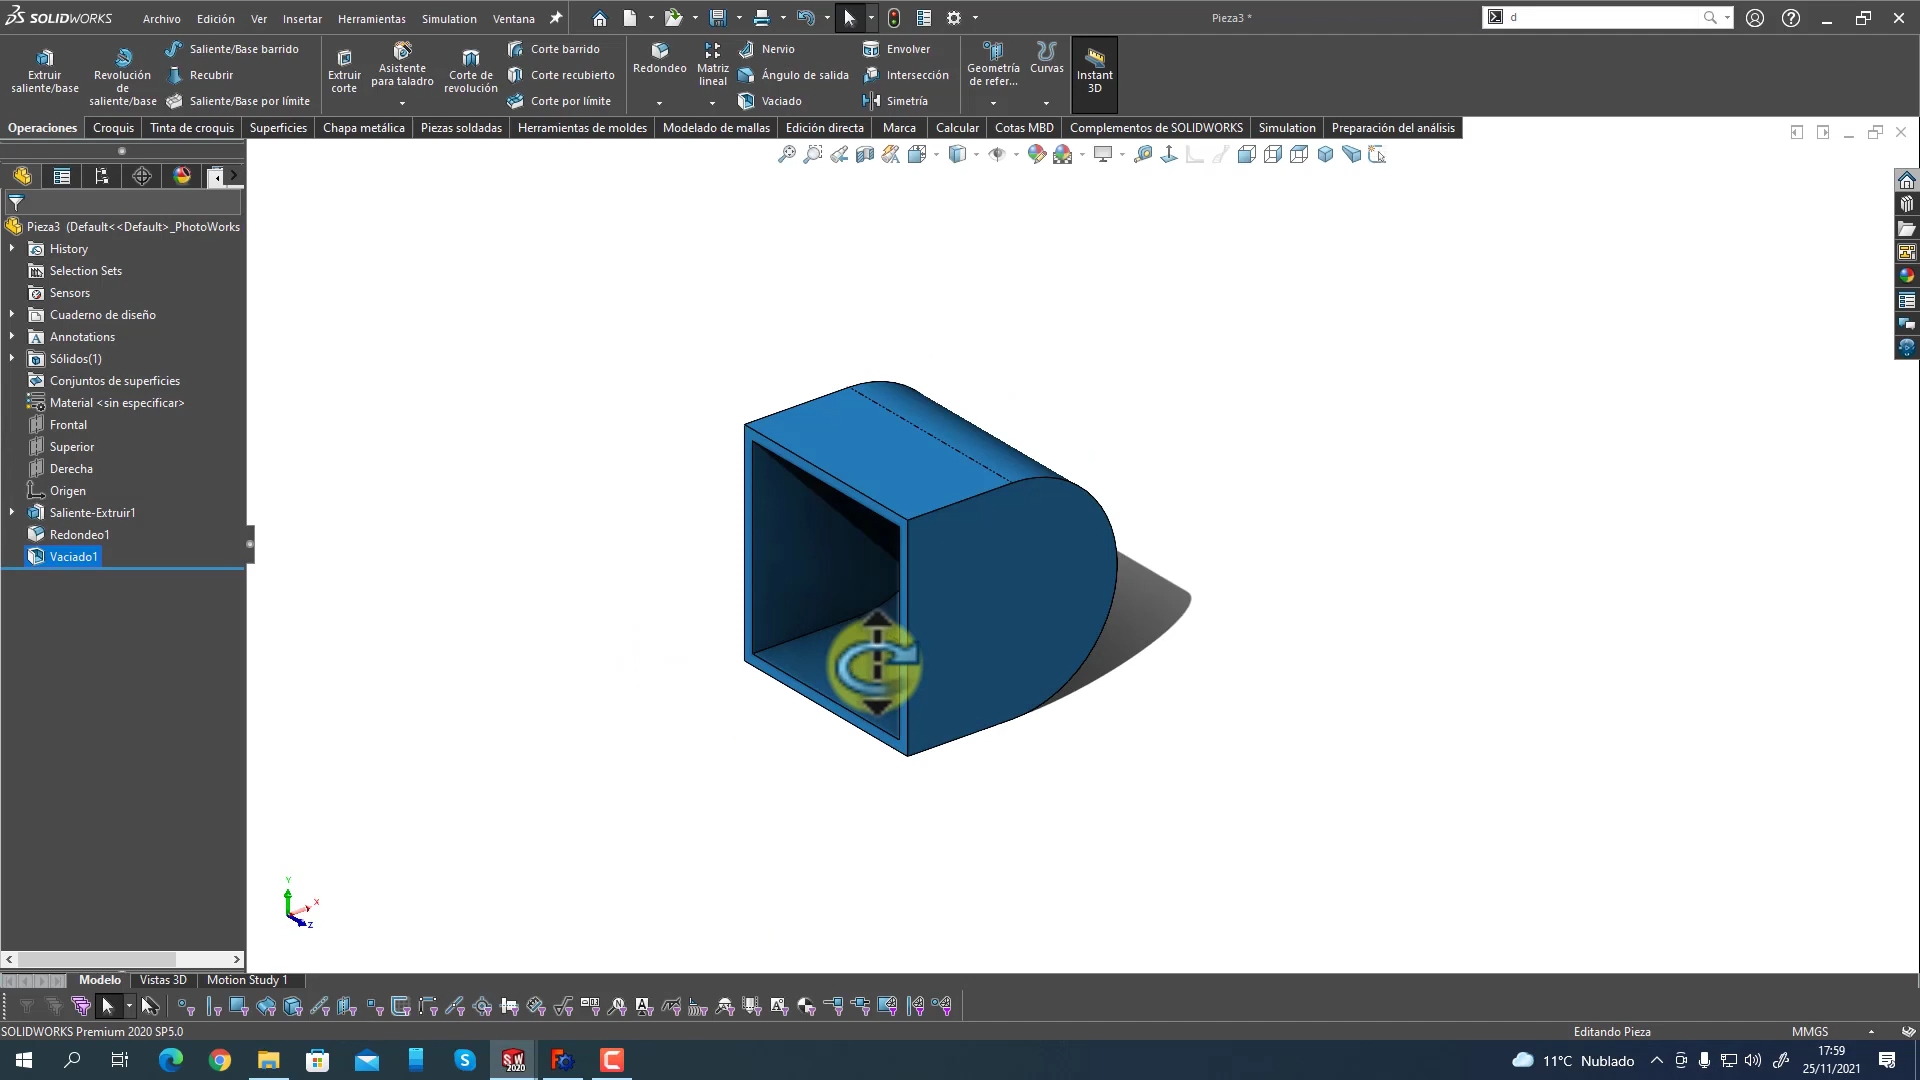 SOLIDWORKS
Archivo Edición Ver Insertar Herramientas Simulation Ventana
Pieza3 *
d
Extruir saliente/base
Revolución de saliente/base
Saliente/Base barrido
Recubrir
Saliente/Base por límite
Extruir corte
Asistente para taladro
Corte de revolución
Corte barrido
Corte recubierto
Corte por límite
Redondeo
Matriz lineal
Nervio
Ángulo de salida
Vaciado
Envolver
Intersección
Simetría
Geometría de refer...
Curvas
Instant 3D
Operaciones Croquis Tinta de croquis Superficies Chapa metálica Piezas soldadas Herramientas de moldes Modelado de mallas Edición directa Marca Calcular Cotas MBD Complementos de SOLIDWORKS Simulation Preparación del análisis
Pieza3 (Default<<Default>_PhotoWorks
History
Selection Sets
Sensors
Cuaderno de diseño
Annotations
Sólidos(1)
Conjuntos de superficies
Material <sin especificar>
Frontal
Superior
Derecha
Origen
Saliente-Extruir1
Redondeo1
Vaciado1
Y
X
Z
Modelo Vistas 3D Motion Study 1
SOLIDWORKS Premium 2020 SP5.0
Editando Pieza
MMGS
11°C Nublado
17:59
25/11/2021